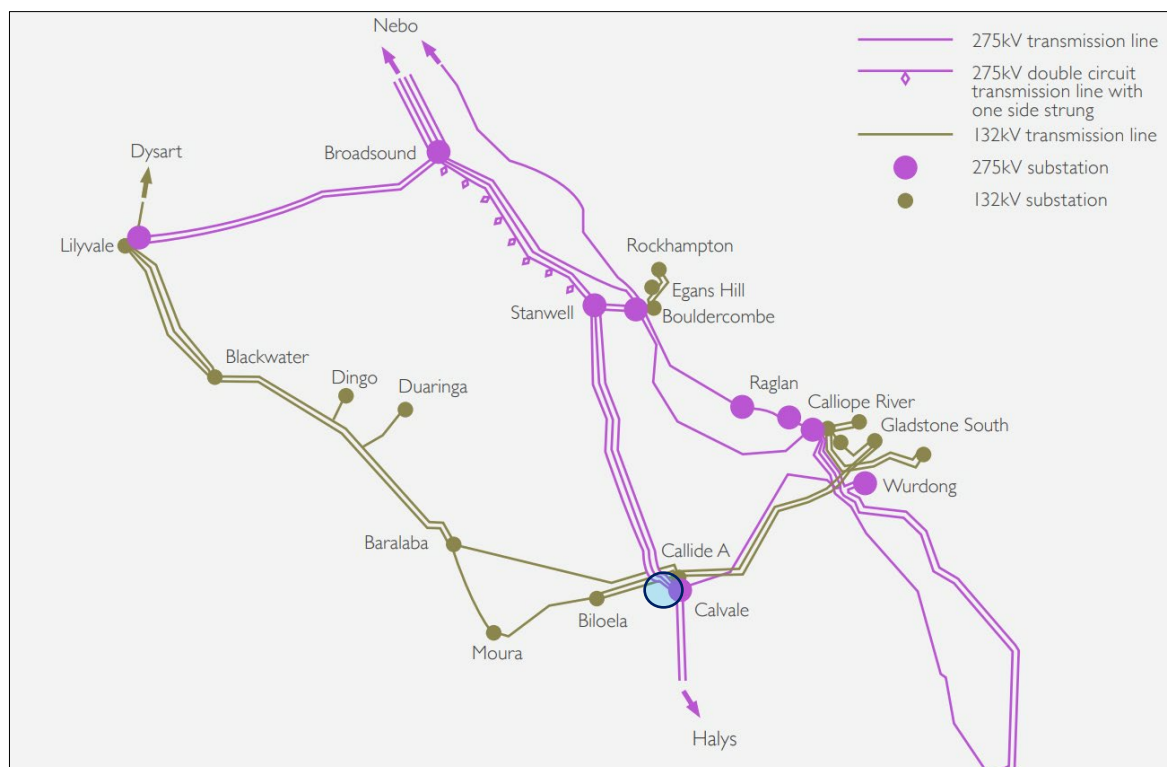 Nebo
275kV transmission line
275kV double circuit
transmission line with
one side strung
132kV transmission line
275kV substation
132kV substation
Broadsound
Dysart
Lilyvale
Rockhampton
Egans Hill
Bouldercombe
Stanwell
Blackwater
Dingo
Duaringa
Raglan
Calliope River
Gladstone South
Wurdong
Baralaba
Callide A
Calvale
Biloela
Moura
Halys